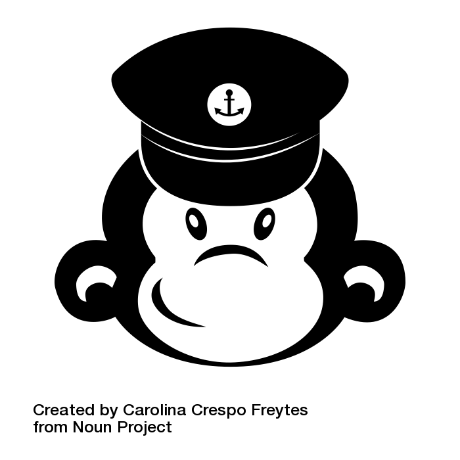 Created by Carolina Crespo Freytes
from Noun Project